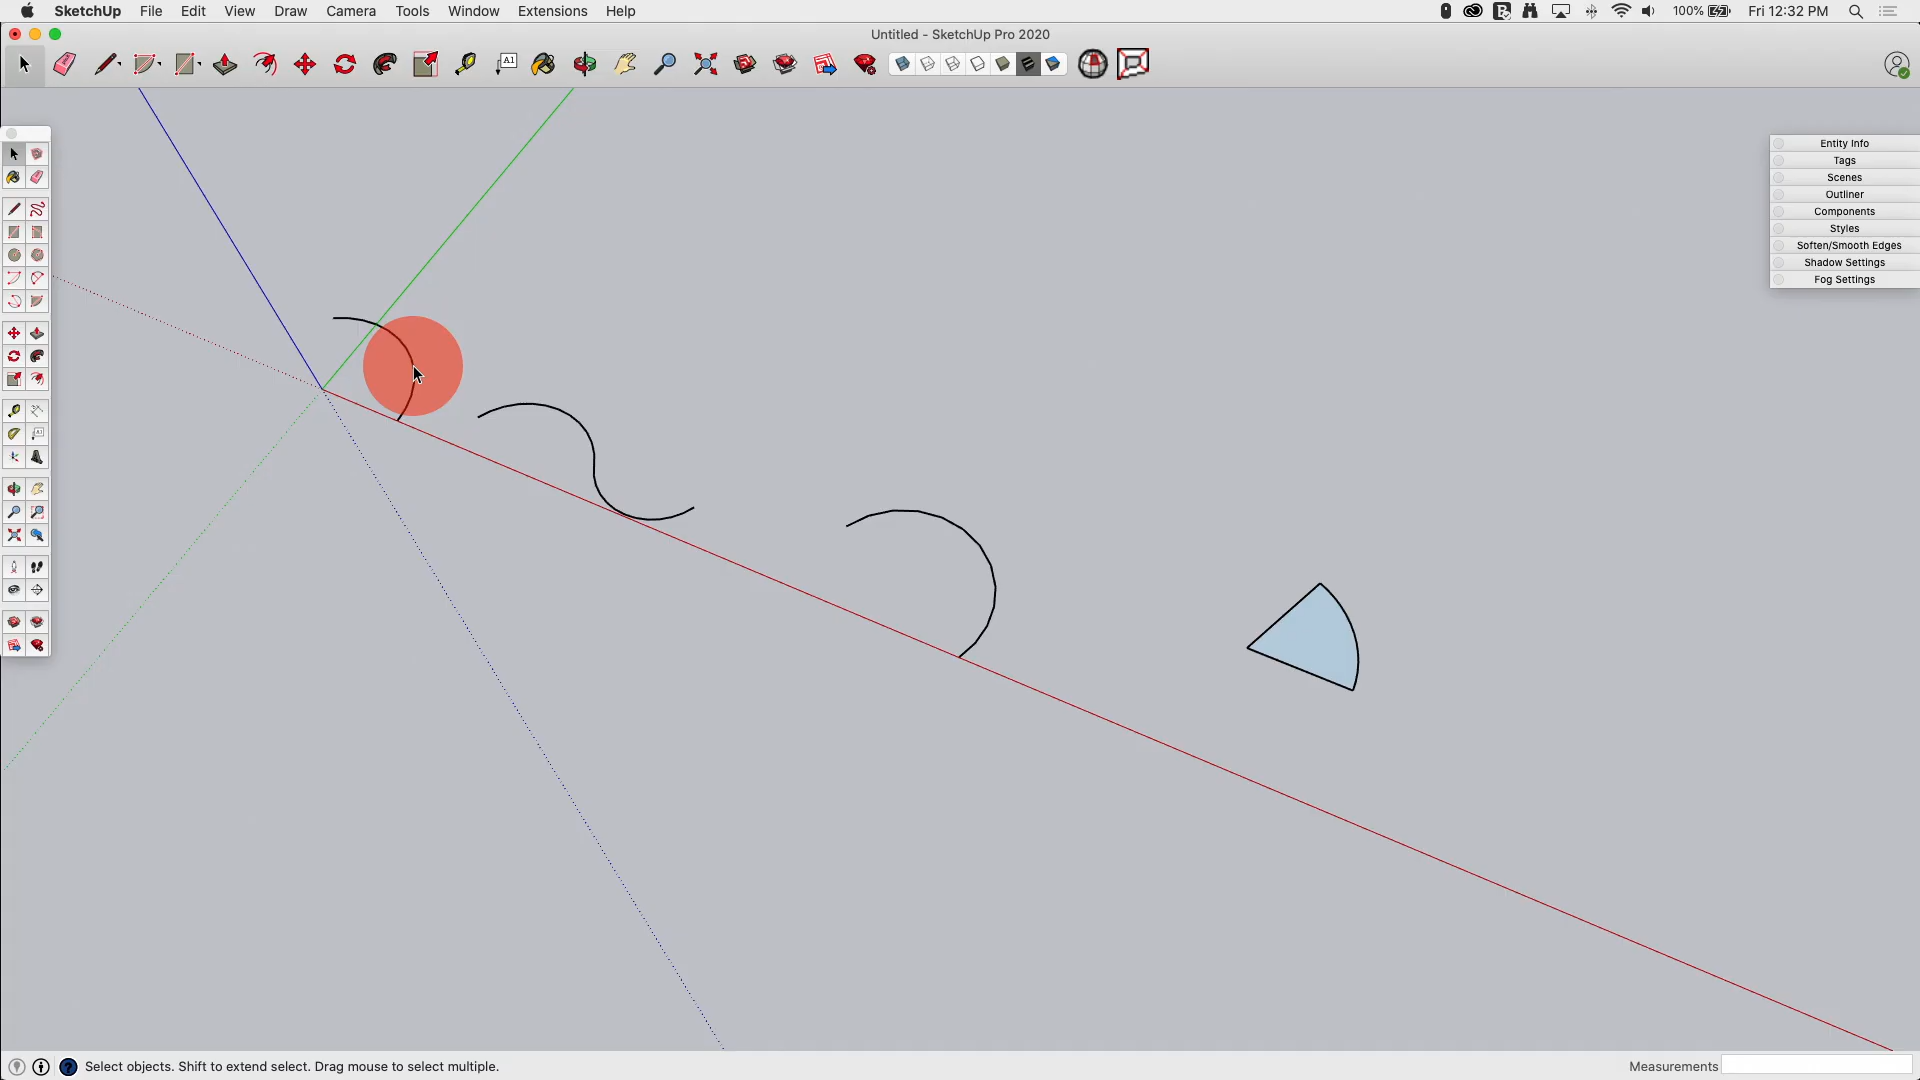 SketchUp File Edit View Draw Camera Tools Window Extensions Help
100% Fri 12:32 PM
Untitled - SketchUp Pro 2020
A1
Entity Info
Tags
Scenes
Outliner
Components
Styles
Soften/Smooth Edges
Shadow Settings
Fog Settings
Select objects. Shift to extend select. Drag mouse to select multiple.
Measurements